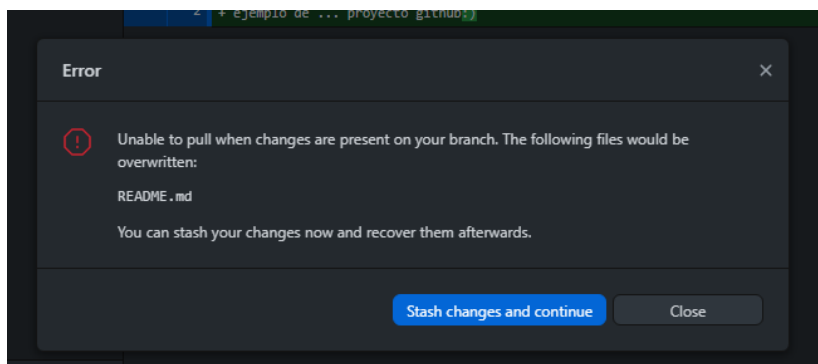 2 + ejemplo de ... proyecto github:)
Error
Unable to pull when changes are present on your branch. The following files would be
overwritten:
README.md
You can stash your changes now and recover them afterwards.
Stash changes and continue
Close